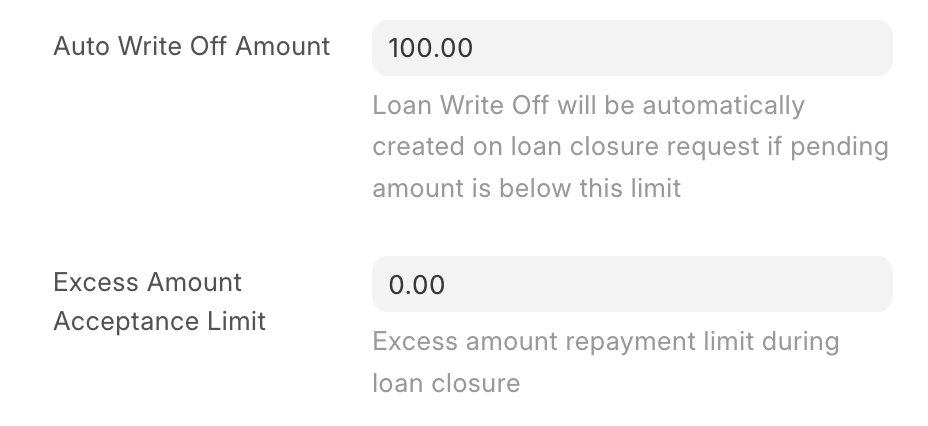 Auto Write Off Amount
100.00
Loan Write Off will be automatically
created on loan closure request if pending
amount is below this limit
Excess Amount
Acceptance Limit
0.00
Excess amount repayment limit during
loan closure